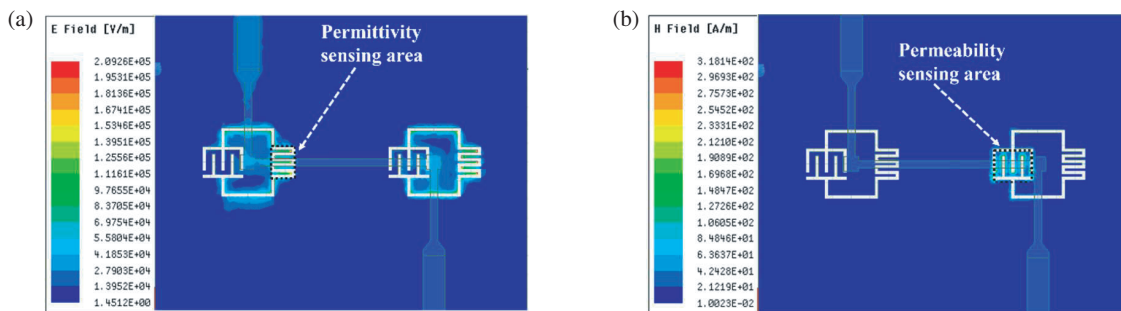 (a)
E Field [V/m]
2.0926E+05
1.9531E+05
1.8136E+05
1.6741E+05
1.5346E+05
1.3951E+05
1.2556E+05
1.1161E+05
9.7655E+04
8.3705E+04
6.9754E+04
5.5804E+04
4.1853E+04
2.7903E+04
1.3952E+04
1.4512E+00
Permittivity
sensing area
(b)
H Field [A/m]
3.1814E+02
2.9693E+02
2.7573E+02
2.5452E+02
2.3331E+02
2.1210E+02
1.9089E+02
1.6968E+02
1.4847E+02
1.2726E+02
1.0605E+02
8.4846E+01
6.3637E+01
4.2428E+01
2.1219E+01
1.0023E-02
Permeability
sensing area